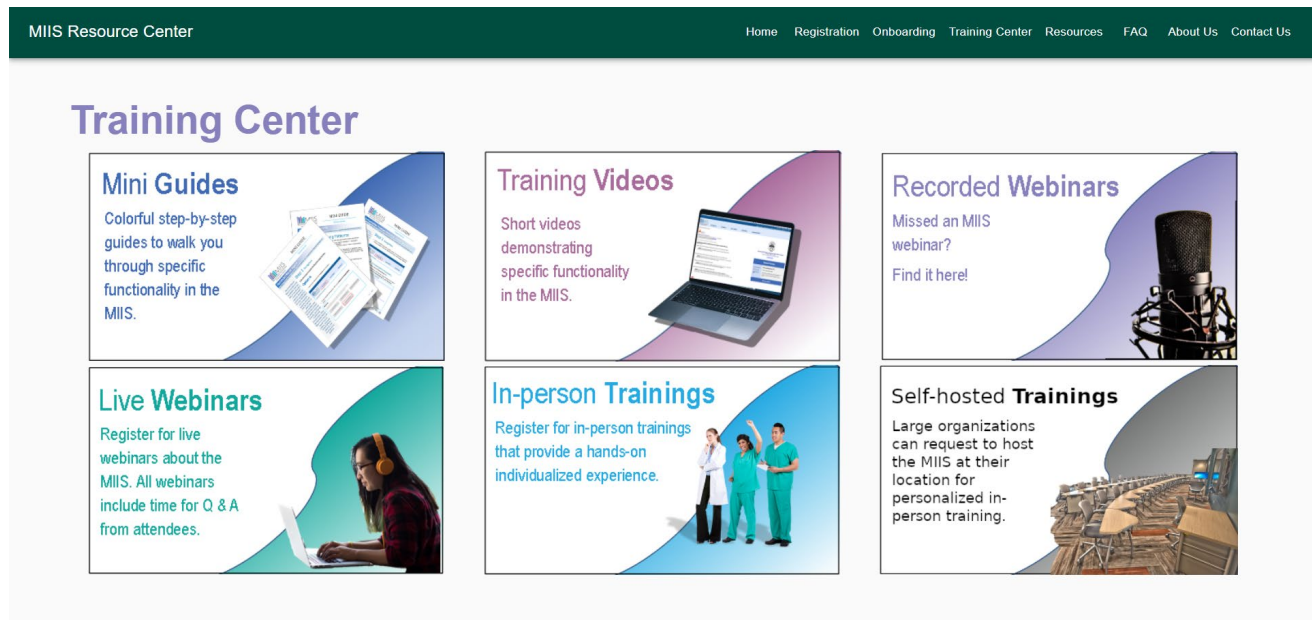 MIIS Resource Center
Home Registration Onboarding Training Center Resources FAQ About Us Contact Us
Training Center
Mini Guides
Colorful step-by-step
guides to walk you
through specific
functionality in the
MIIS.
Training Videos
Short videos
demonstrating
specific functionality
in the MIIS.
Recorded Webinars
Missed an MIIS
webinar?
Find it here!
Live Webinars
Register for live
webinars about the
MIIS. All webinars
include time for Q & A
from attendees.
In-person Trainings
Register for in-person trainings
that provide a hands-on
individualized experience.
Self-hosted Trainings
Large organizations
can request to host
the MIIS at their
location for
personalized in-
person training.